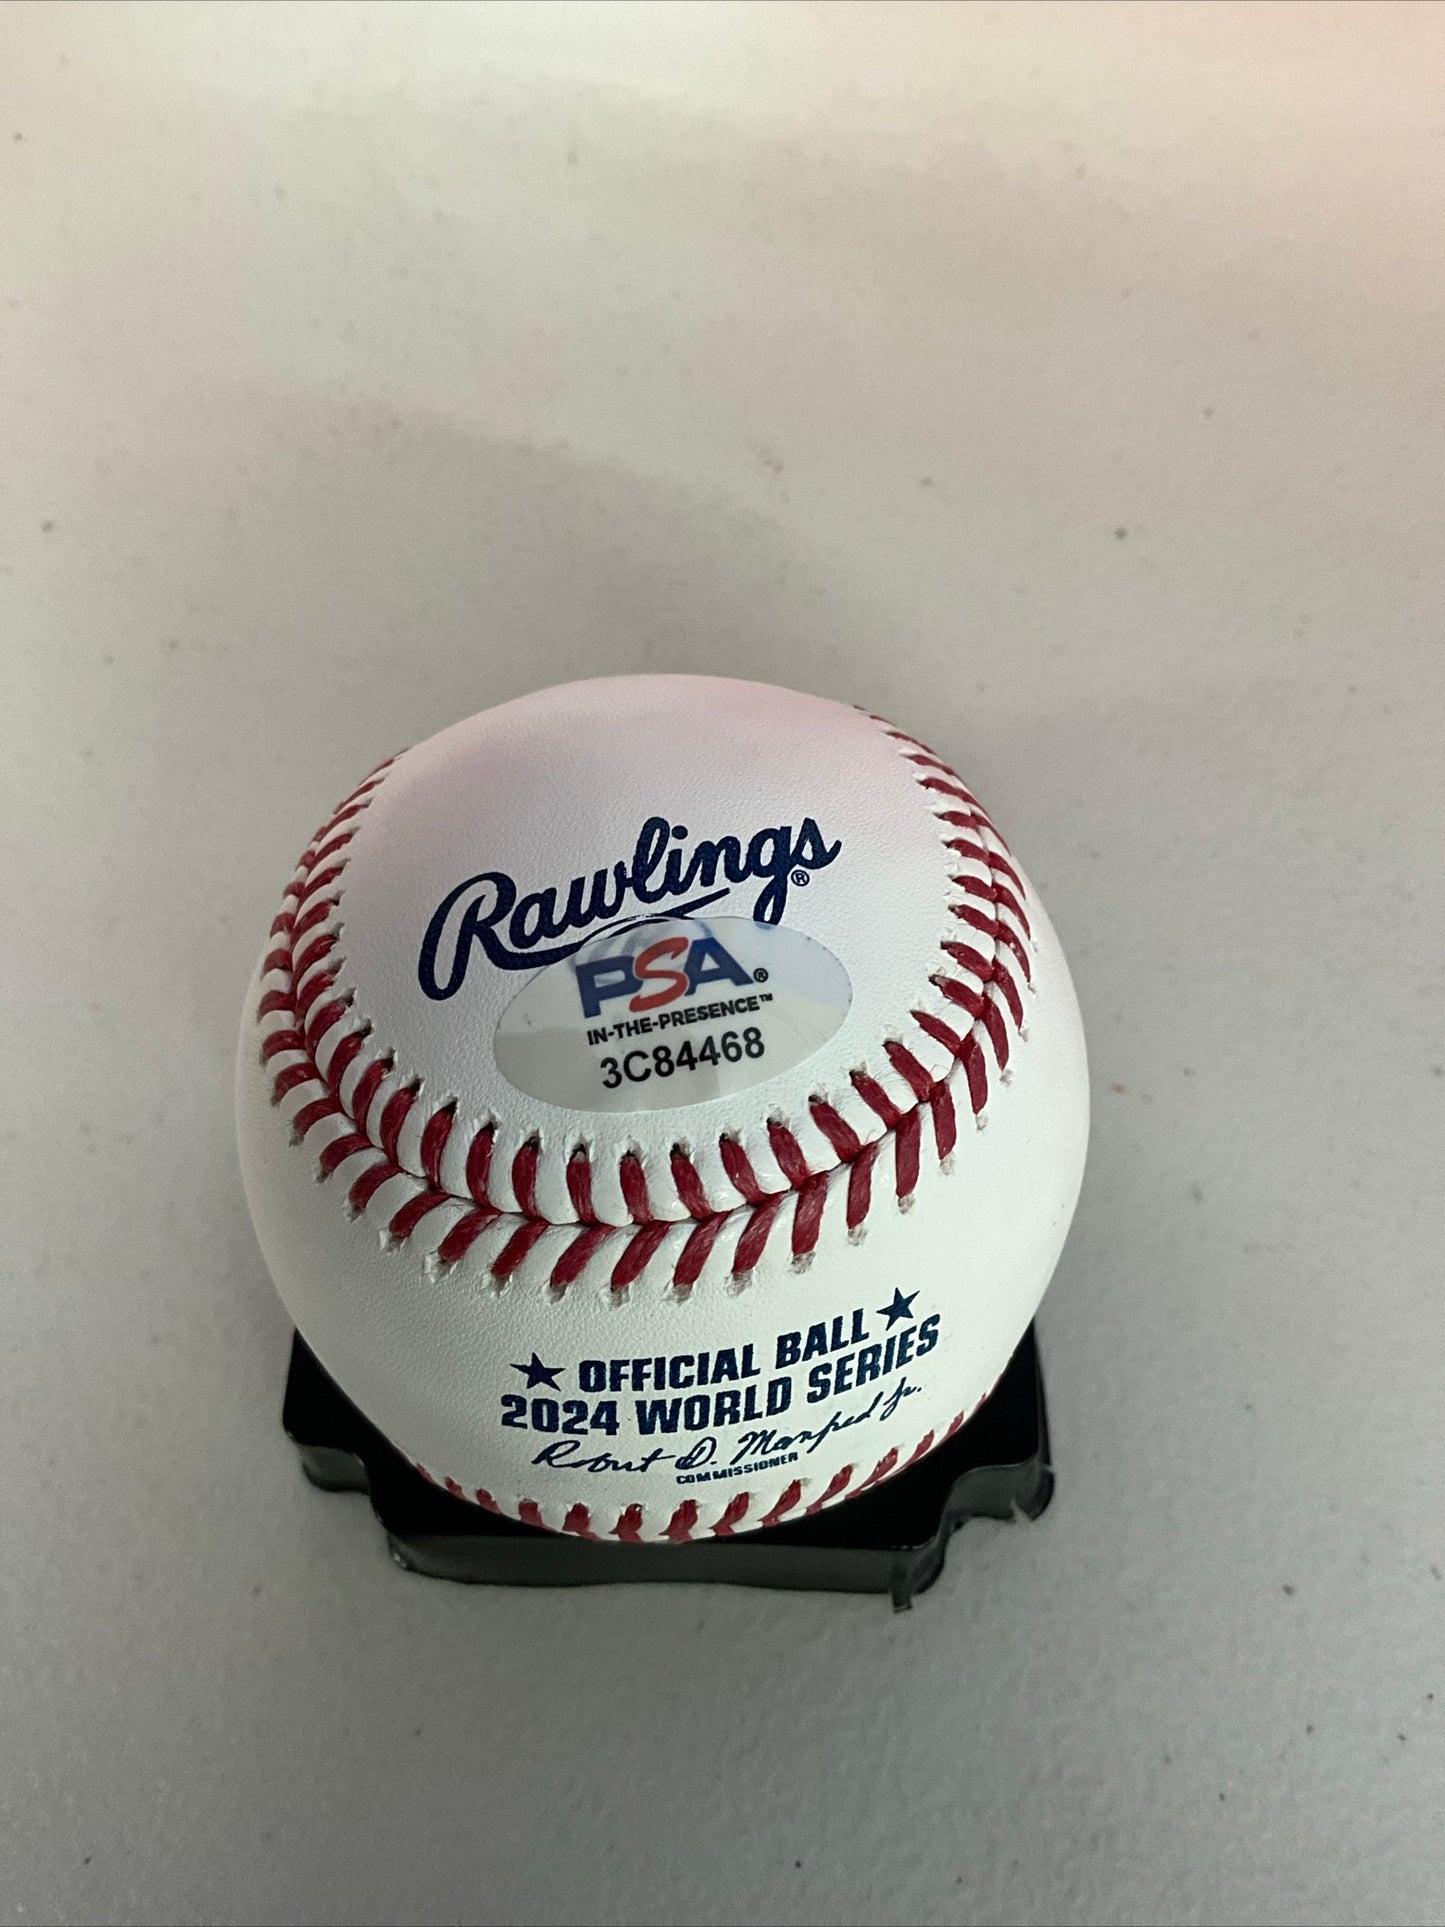 Rawlings®
PSA®
IN-THE-PRESENCE™
3C84468
★ OFFICIAL BALL ★
2024 WORLD SERIES
Robert D. Manfred Jr.
COMMISSIONER